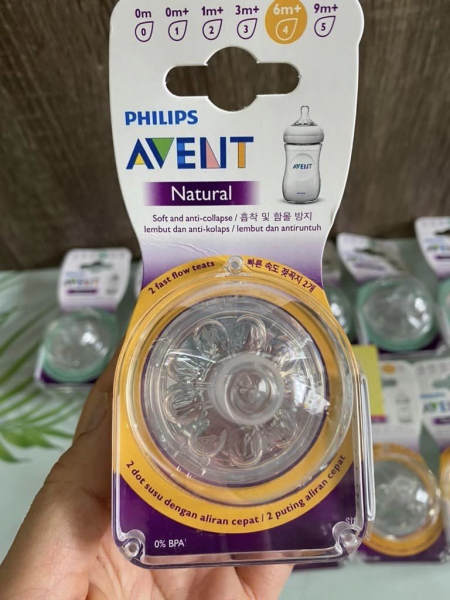 0m 0m+ 1m+ 3m+ 6m+ 9m+
0 1 2 3 4 5
PHILIPS
AVENT
AVENT
Natural
Soft and anti-collapse / 흡착 및 함몰 방지
lembut dan anti-kolaps / lembut dan antiruntuh
2 fast flow teats
빠른 속도 젖꼭지 2개
2 dot susu dengan aliran cepat / 2 puting aliran cepat
0% BPA
AVENT